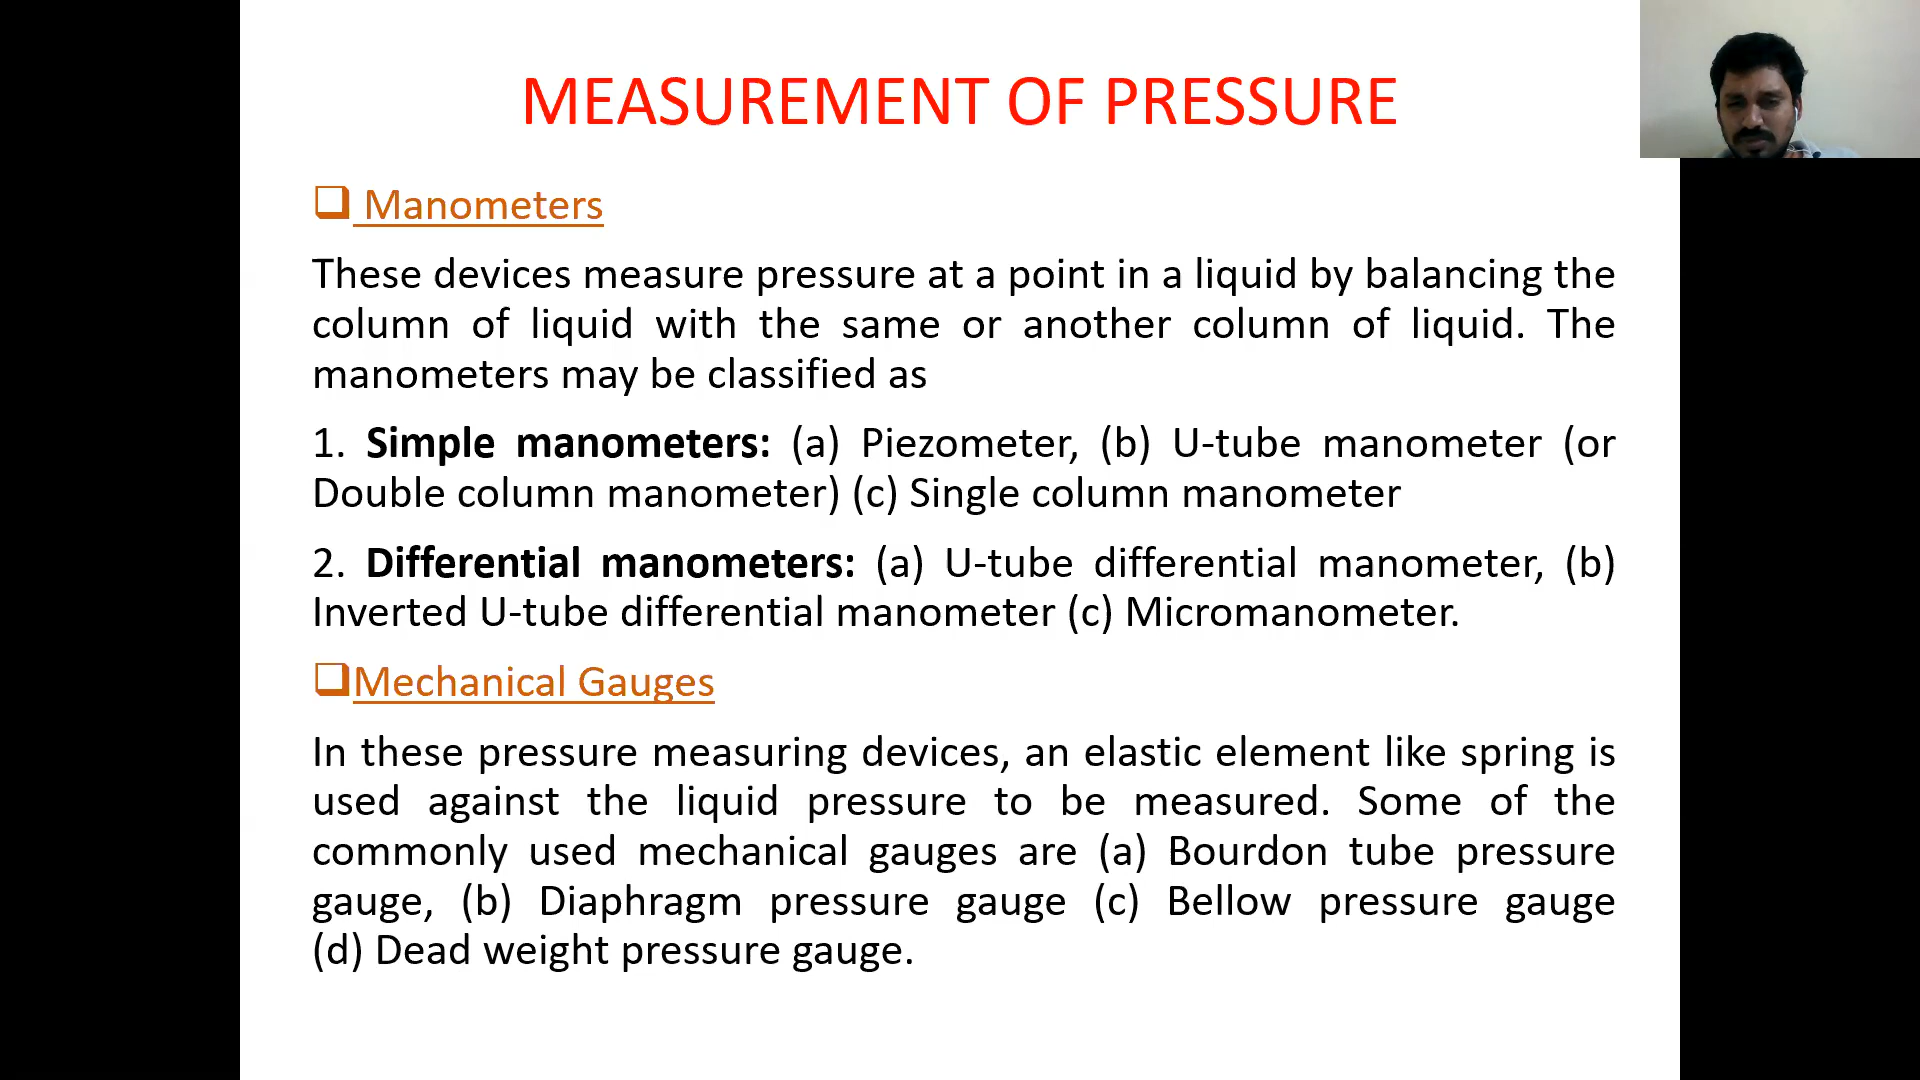 MEASUREMENT OF PRESSURE
Manometers
These devices measure pressure at a point in a liquid by balancing the
column of liquid with the same or another column of liquid. The
manometers may be classified as
1. Simple manometers: (a) Piezometer, (b) U-tube manometer (or
Double column manometer) (c) Single column manometer
2. Differential manometers: (a) U-tube differential manometer, (b)
Inverted U-tube differential manometer (c) Micromanometer.
Mechanical Gauges
In these pressure measuring devices, an elastic element like spring is
used against the liquid pressure to be measured. Some of the
commonly used mechanical gauges are (a) Bourdon tube pressure
gauge, (b) Diaphragm pressure gauge (c) Bellow pressure gauge
(d) Dead weight pressure gauge.